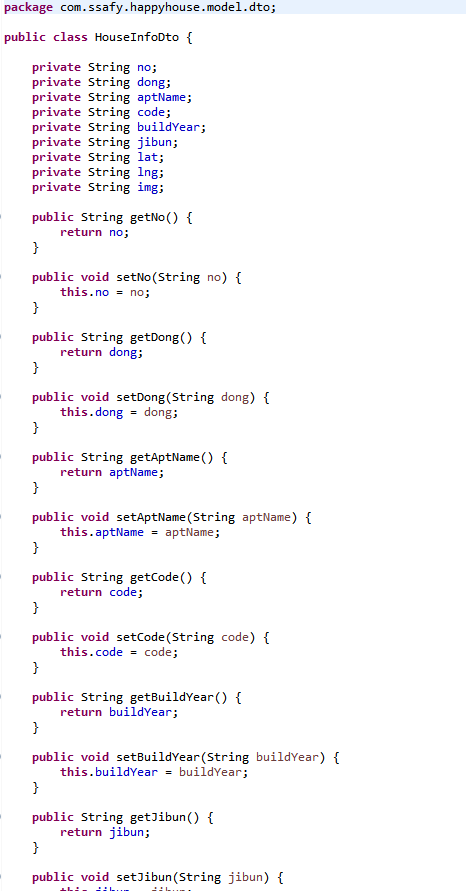 package com.ssafy.happyhouse.model.dto;
public class HouseInfoDto {
private String no;
private String dong;
private String aptName;
private String code;
private String buildYear;
private String jibun;
private String lat;
private String lng;
private String img;
public String getNo() {
return no;
}
public void setNo(String no) {
this.no = no;
}
public String getDong() {
return dong;
}
public void setDong(String dong) {
this.dong = dong;
}
public String getAptName() {
return aptName;
}
public void setAptName(String aptName) {
this.aptName = aptName;
}
public String getCode() {
return code;
}
public void setCode(String code) {
this.code = code;
}
public String getBuildYear() {
return buildYear;
}
public void setBuildYear(String buildYear) {
this.buildYear = buildYear;
}
public String getJibun() {
return jibun;
}
public void setJibun(String jibun) {